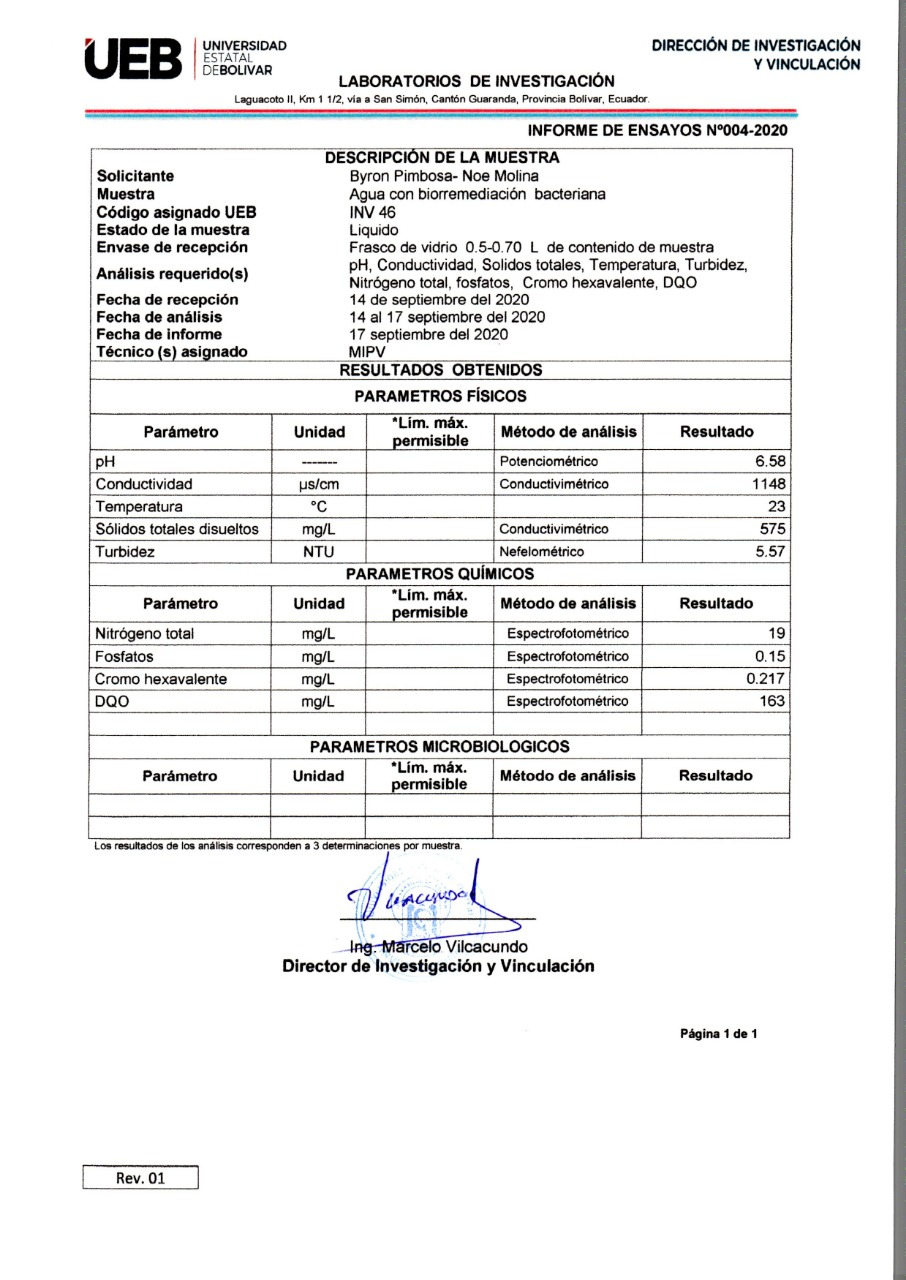 UEB
UNIVERSIDAD
ESTATAL
DEBOLIVAR
DIRECCIÓN DE INVESTIGACIÓN
Y VINCULACIÓN
LABORATORIOS DE INVESTIGACIÓN
Laguacoto II, Km 1 1/2, vía a San Simón, Cantón Guaranda, Provincia Bolívar, Ecuador.
INFORME DE ENSAYOS Nº004-2020
DESCRIPCIÓN DE LA MUESTRA
Solicitante Byron Pimbosa- Noe Molina
Muestra Agua con biorremediación bacteriana
Código asignado UEB INV 46
Estado de la muestra Liquido
Envase de recepción Frasco de vidrio 0.5-0.70 L de contenido de muestra
Análisis requerido(s) pH, Conductividad, Solidos totales, Temperatura, Turbidez,
Nitrógeno total, fosfatos, Cromo hexavalente, DQO
Fecha de recepción 14 de septiembre del 2020
Fecha de análisis 14 al 17 septiembre del 2020
Fecha de informe 17 septiembre del 2020
Técnico (s) asignado MIPV
RESULTADOS OBTENIDOS
PARAMETROS FÍSICOS
Parámetro Unidad *Lím. máx. permisible Método de análisis Resultado
pH ------- Potenciométrico 6.58
Conductividad µs/cm Conductivimétrico 1148
Temperatura °C 23
Sólidos totales disueltos mg/L Conductivimétrico 575
Turbidez NTU Nefelométrico 5.57
PARAMETROS QUÍMICOS
Parámetro Unidad *Lím. máx. permisible Método de análisis Resultado
Nitrógeno total mg/L Espectrofotométrico 19
Fosfatos mg/L Espectrofotométrico 0.15
Cromo hexavalente mg/L Espectrofotométrico 0.217
DQO mg/L Espectrofotométrico 163
PARAMETROS MICROBIOLOGICOS
Parámetro Unidad *Lím. máx. permisible Método de análisis Resultado
Los resultados de los análisis corresponden a 3 determinaciones por muestra.
Ing. Marcelo Vilcacundo
Director de Investigación y Vinculación
Página 1 de 1
Rev. 01